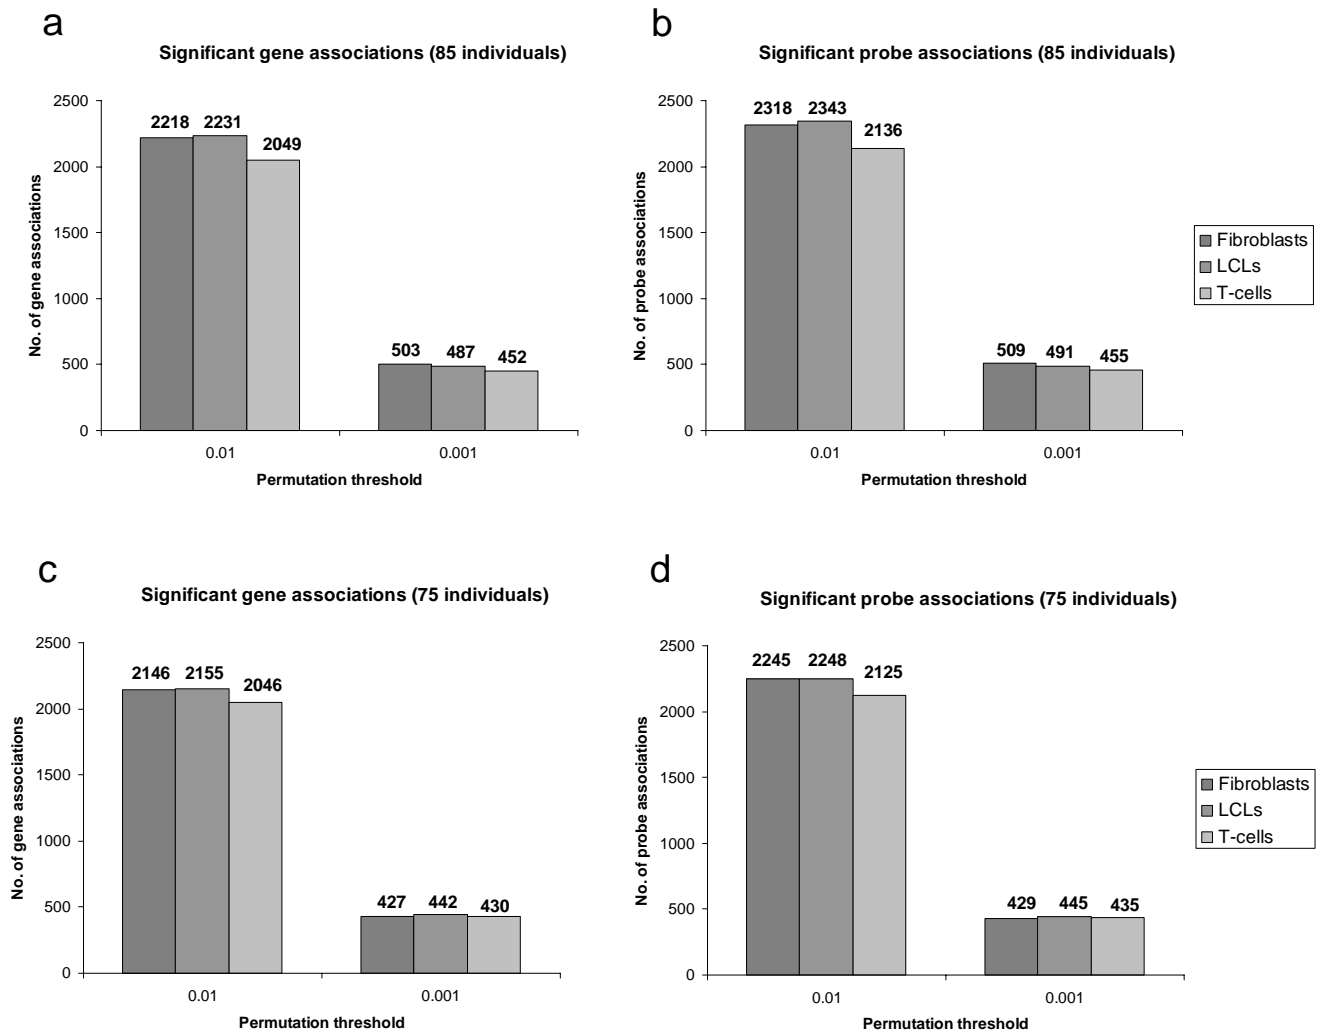 a
Significant gene associations (85 individuals)
No. of gene associations
2500
2000
1500
1000
500
0
2218 2231 2049
503 487 452
0.01 0.001
Permutation threshold
b
Significant probe associations (85 individuals)
No. of probe associations
2500
2000
1500
1000
500
0
2318 2343 2136
509 491 455
0.01 0.001
Permutation threshold
Fibroblasts
LCLs
T-cells
c
Significant gene associations (75 individuals)
No. of gene associations
2500
2000
1500
1000
500
0
2146 2155 2046
427 442 430
0.01 0.001
Permutation threshold
d
Significant probe associations (75 individuals)
No. of probe associations
2500
2000
1500
1000
500
0
2245 2248 2125
429 445 435
0.01 0.001
Permutation threshold
Fibroblasts
LCLs
T-cells